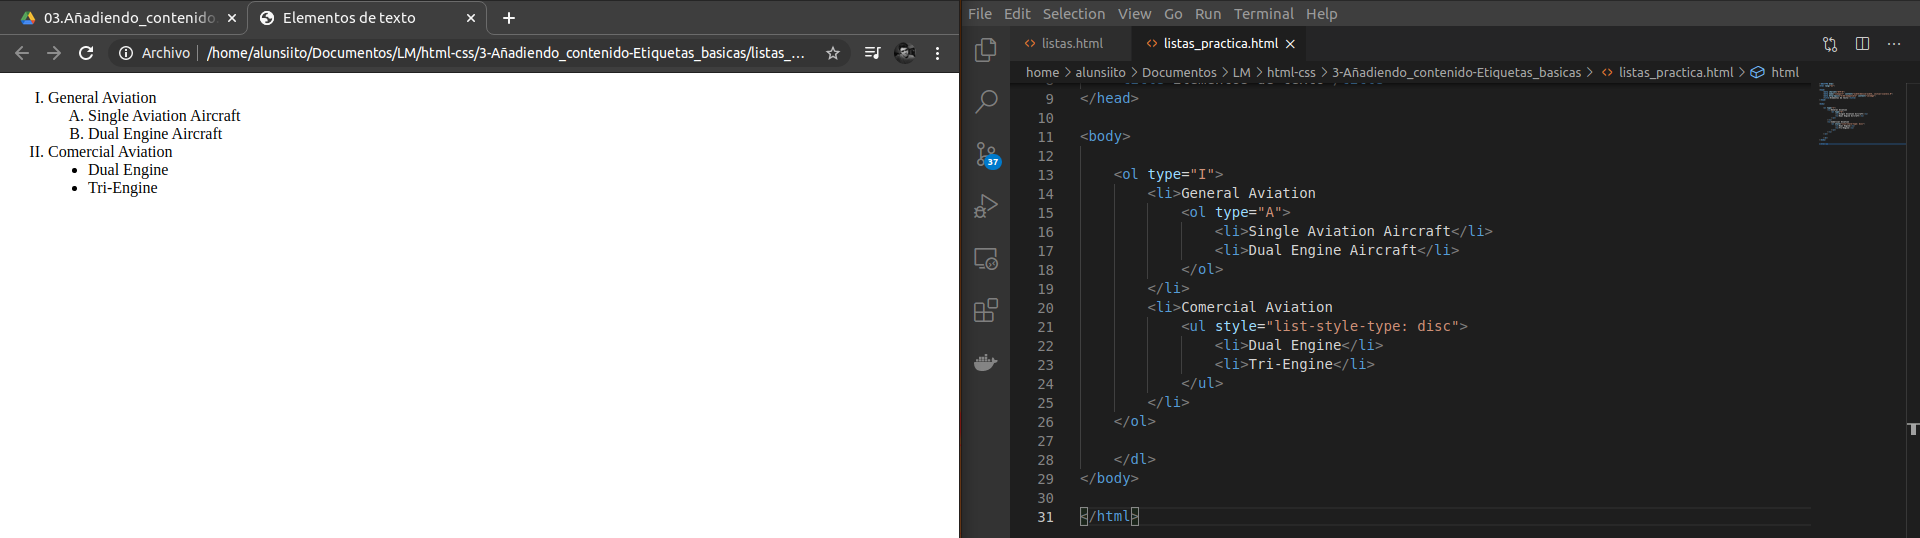 03.Añadiendo_contenido.
Elementos de texto
Archivo
/home/alunsiito/Documentos/LM/html-css/3-Añadiendo_contenido-Etiquetas_basicas/listas_…
I. General Aviation
A. Single Aviation Aircraft
B. Dual Engine Aircraft
II. Comercial Aviation
• Dual Engine
• Tri-Engine
File Edit Selection View Go Run Terminal Help
listas.html
listas_practica.html
home > alunsiito > Documentos > LM > html-css > 3-Añadiendo_contenido-Etiquetas_basicas > listas_practica.html > html
37
9 </head>
10
11 <body>
12
13 <ol type="I">
14 <li>General Aviation
15 <ol type="A">
16 <li>Single Aviation Aircraft</li>
17 <li>Dual Engine Aircraft</li>
18 </ol>
19 </li>
20 <li>Comercial Aviation
21 <ul style="list-style-type: disc">
22 <li>Dual Engine</li>
23 <li>Tri-Engine</li>
24 </ul>
25 </li>
26 </ol>
27
28 </dl>
29 </body>
30
31 </html>